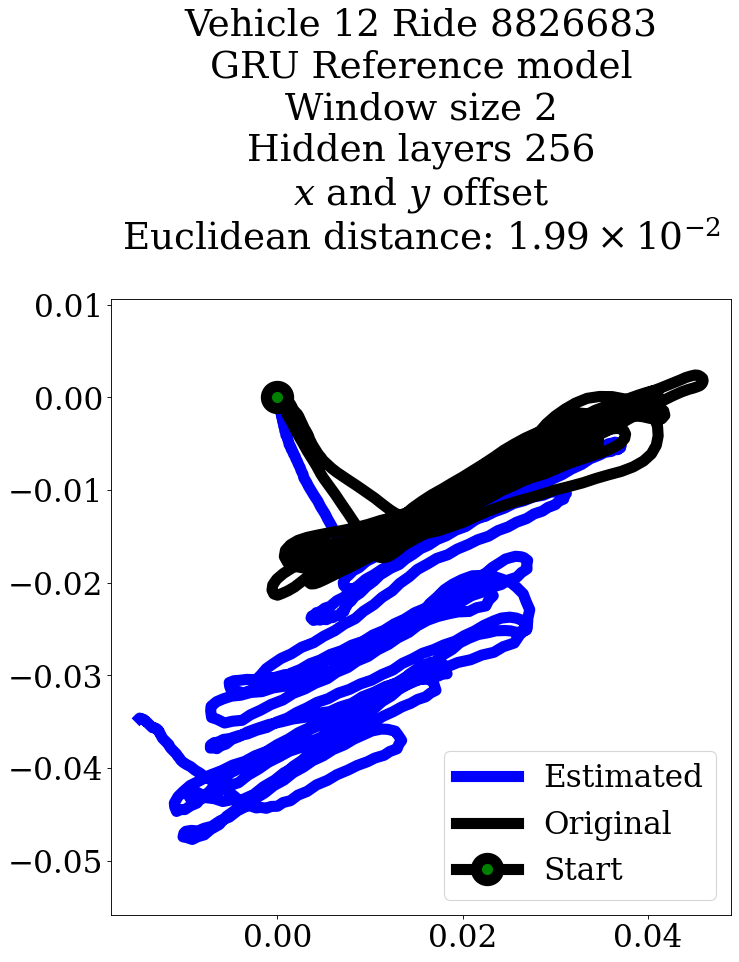 Vehicle 12 Ride 8826683
GRU Reference model
Window size 2
Hidden layers 256
x and y offset
Euclidean distance: 1.99 × 10⁻²
0.01
0.00
−0.01
−0.02
−0.03
−0.04
−0.05
Estimated
Original
Start
0.00 0.02 0.04